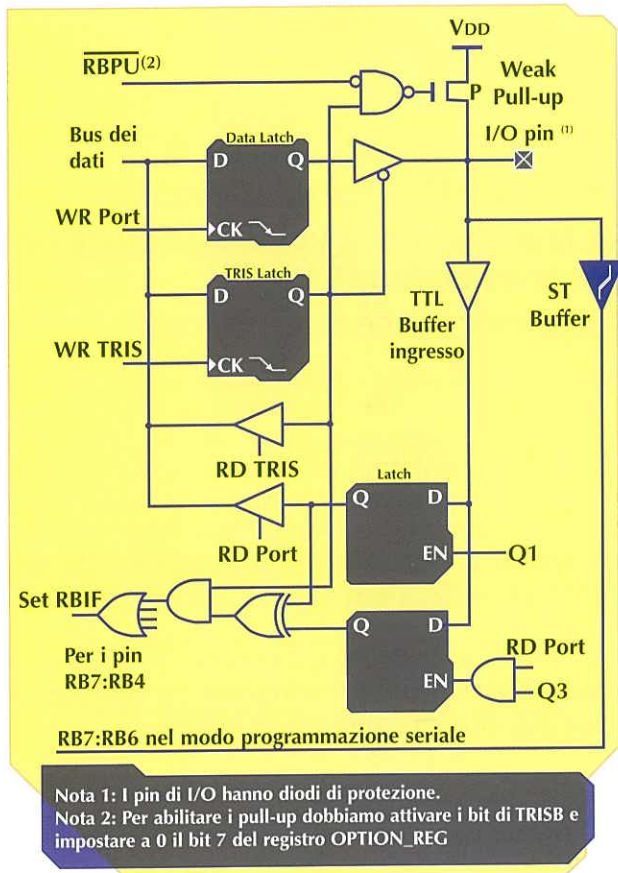 VDD
RBPU(2)
Weak
Pull-up
P
I/O pin (1)
Bus dei
dati
Data Latch
D
Q
WR Port
CK
TRIS Latch
D
Q
WR TRIS
CK
TTL
Buffer
ingresso
ST
Buffer
RD TRIS
Latch
Q
D
RD Port
EN
Q1
Set RBIF
Q
D
RD Port
EN
Q3
Per i pin
RB7:RB4
RB7:RB6 nel modo programmazione seriale
Nota 1: I pin di I/O hanno diodi di protezione.
Nota 2: Per abilitare i pull-up dobbiamo attivare i bit di TRISB e
impostare a 0 il bit 7 del registro OPTION_REG